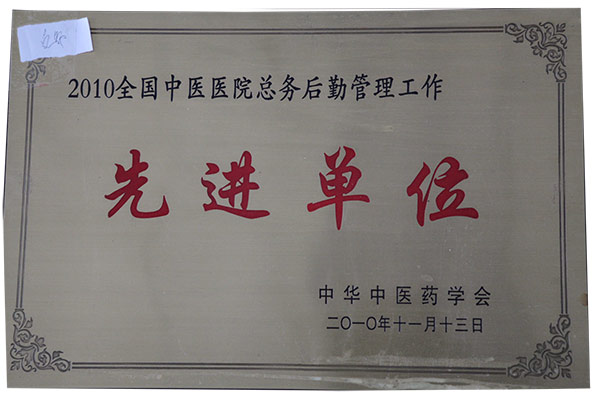 2010全国中医医院总务后勤管理工作
先进单位
中华中医药学会
二〇一〇年十一月十三日